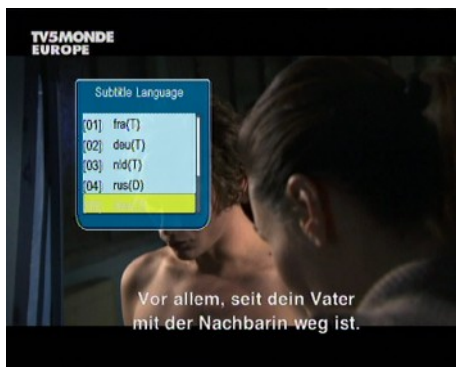 TV5MONDE
EUROPE
Subtitle Language
[01] fra(T)
[02] deu(T)
[03] nld(T)
[04] rus(D)
Vor allem, seit dein Vater
mit der Nachbarin weg ist.